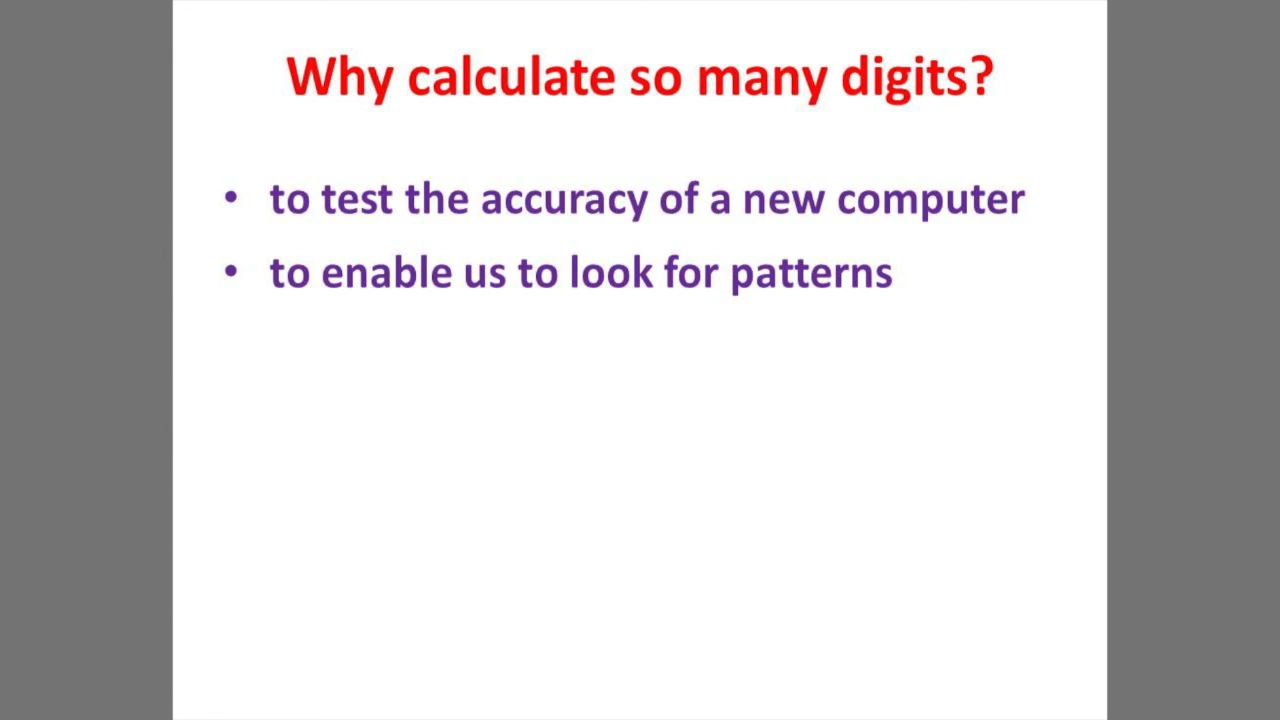 Why calculate so many digits?
• to test the accuracy of a new computer
• to enable us to look for patterns